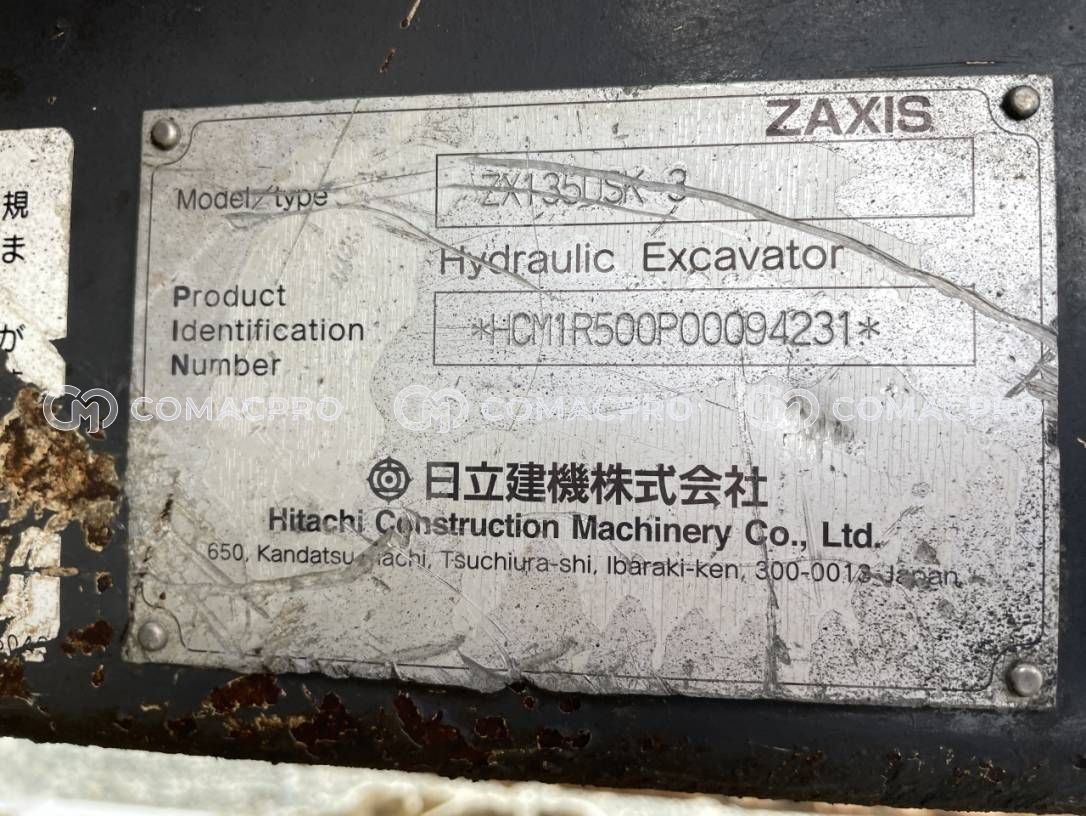 ZAXIS
規
ま
が
Model/type
ZX135USK-3
Hydraulic Excavator
Product
Identification
Number
*HCM1R500P00094231*
COMACPRO COMACPRO COMACPRO
日立建機株式会社
Hitachi Construction Machinery Co., Ltd.
650, Kandatsu-machi, Tsuchiura-shi, Ibaraki-ken, 300-0013 Japan